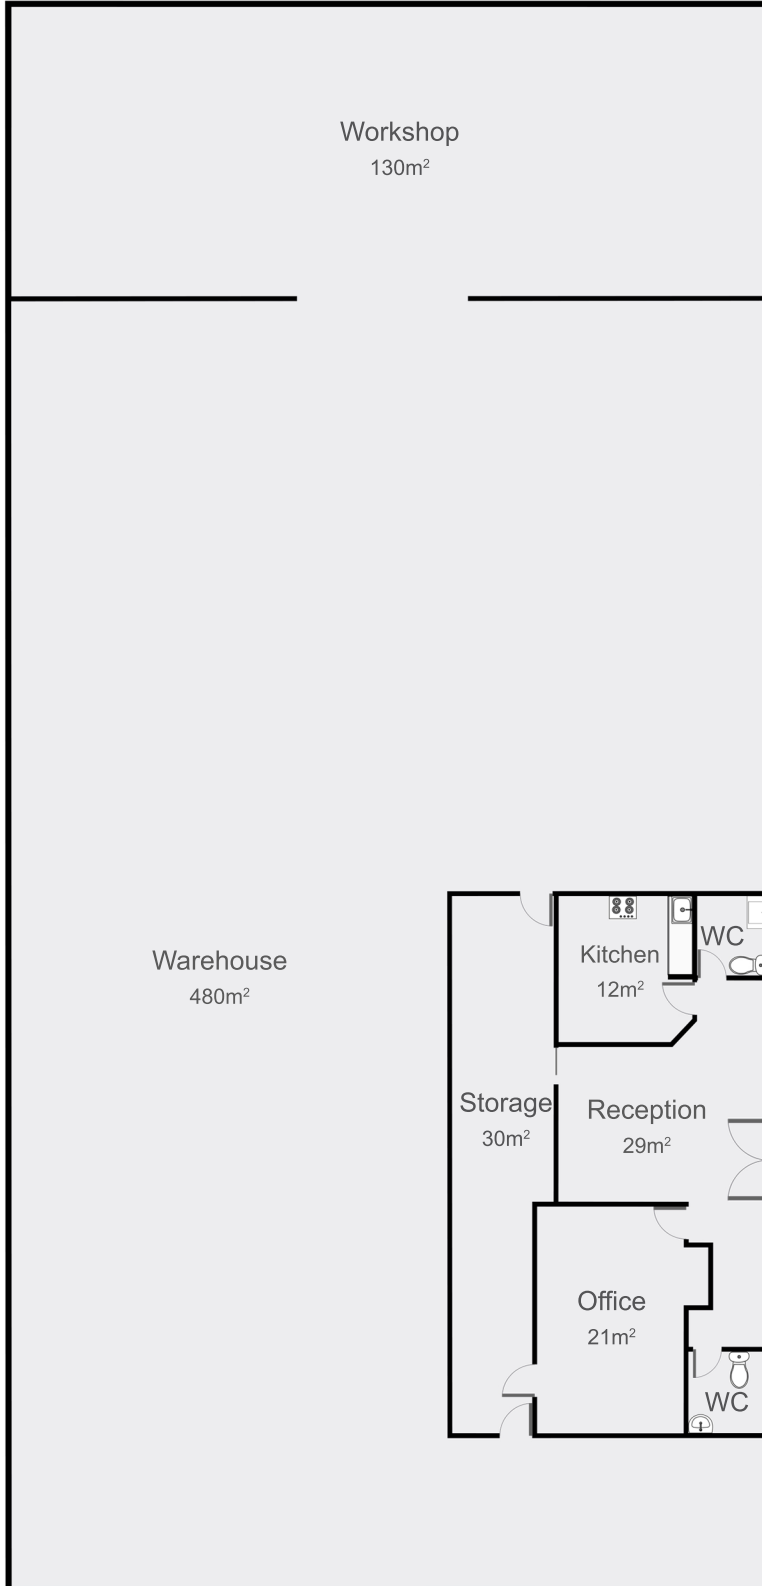 Workshop
130m²
WC
Kitchen
12m²
Warehouse
480m²
Storage
30m²
Reception
29m²
Office
21m²
WC